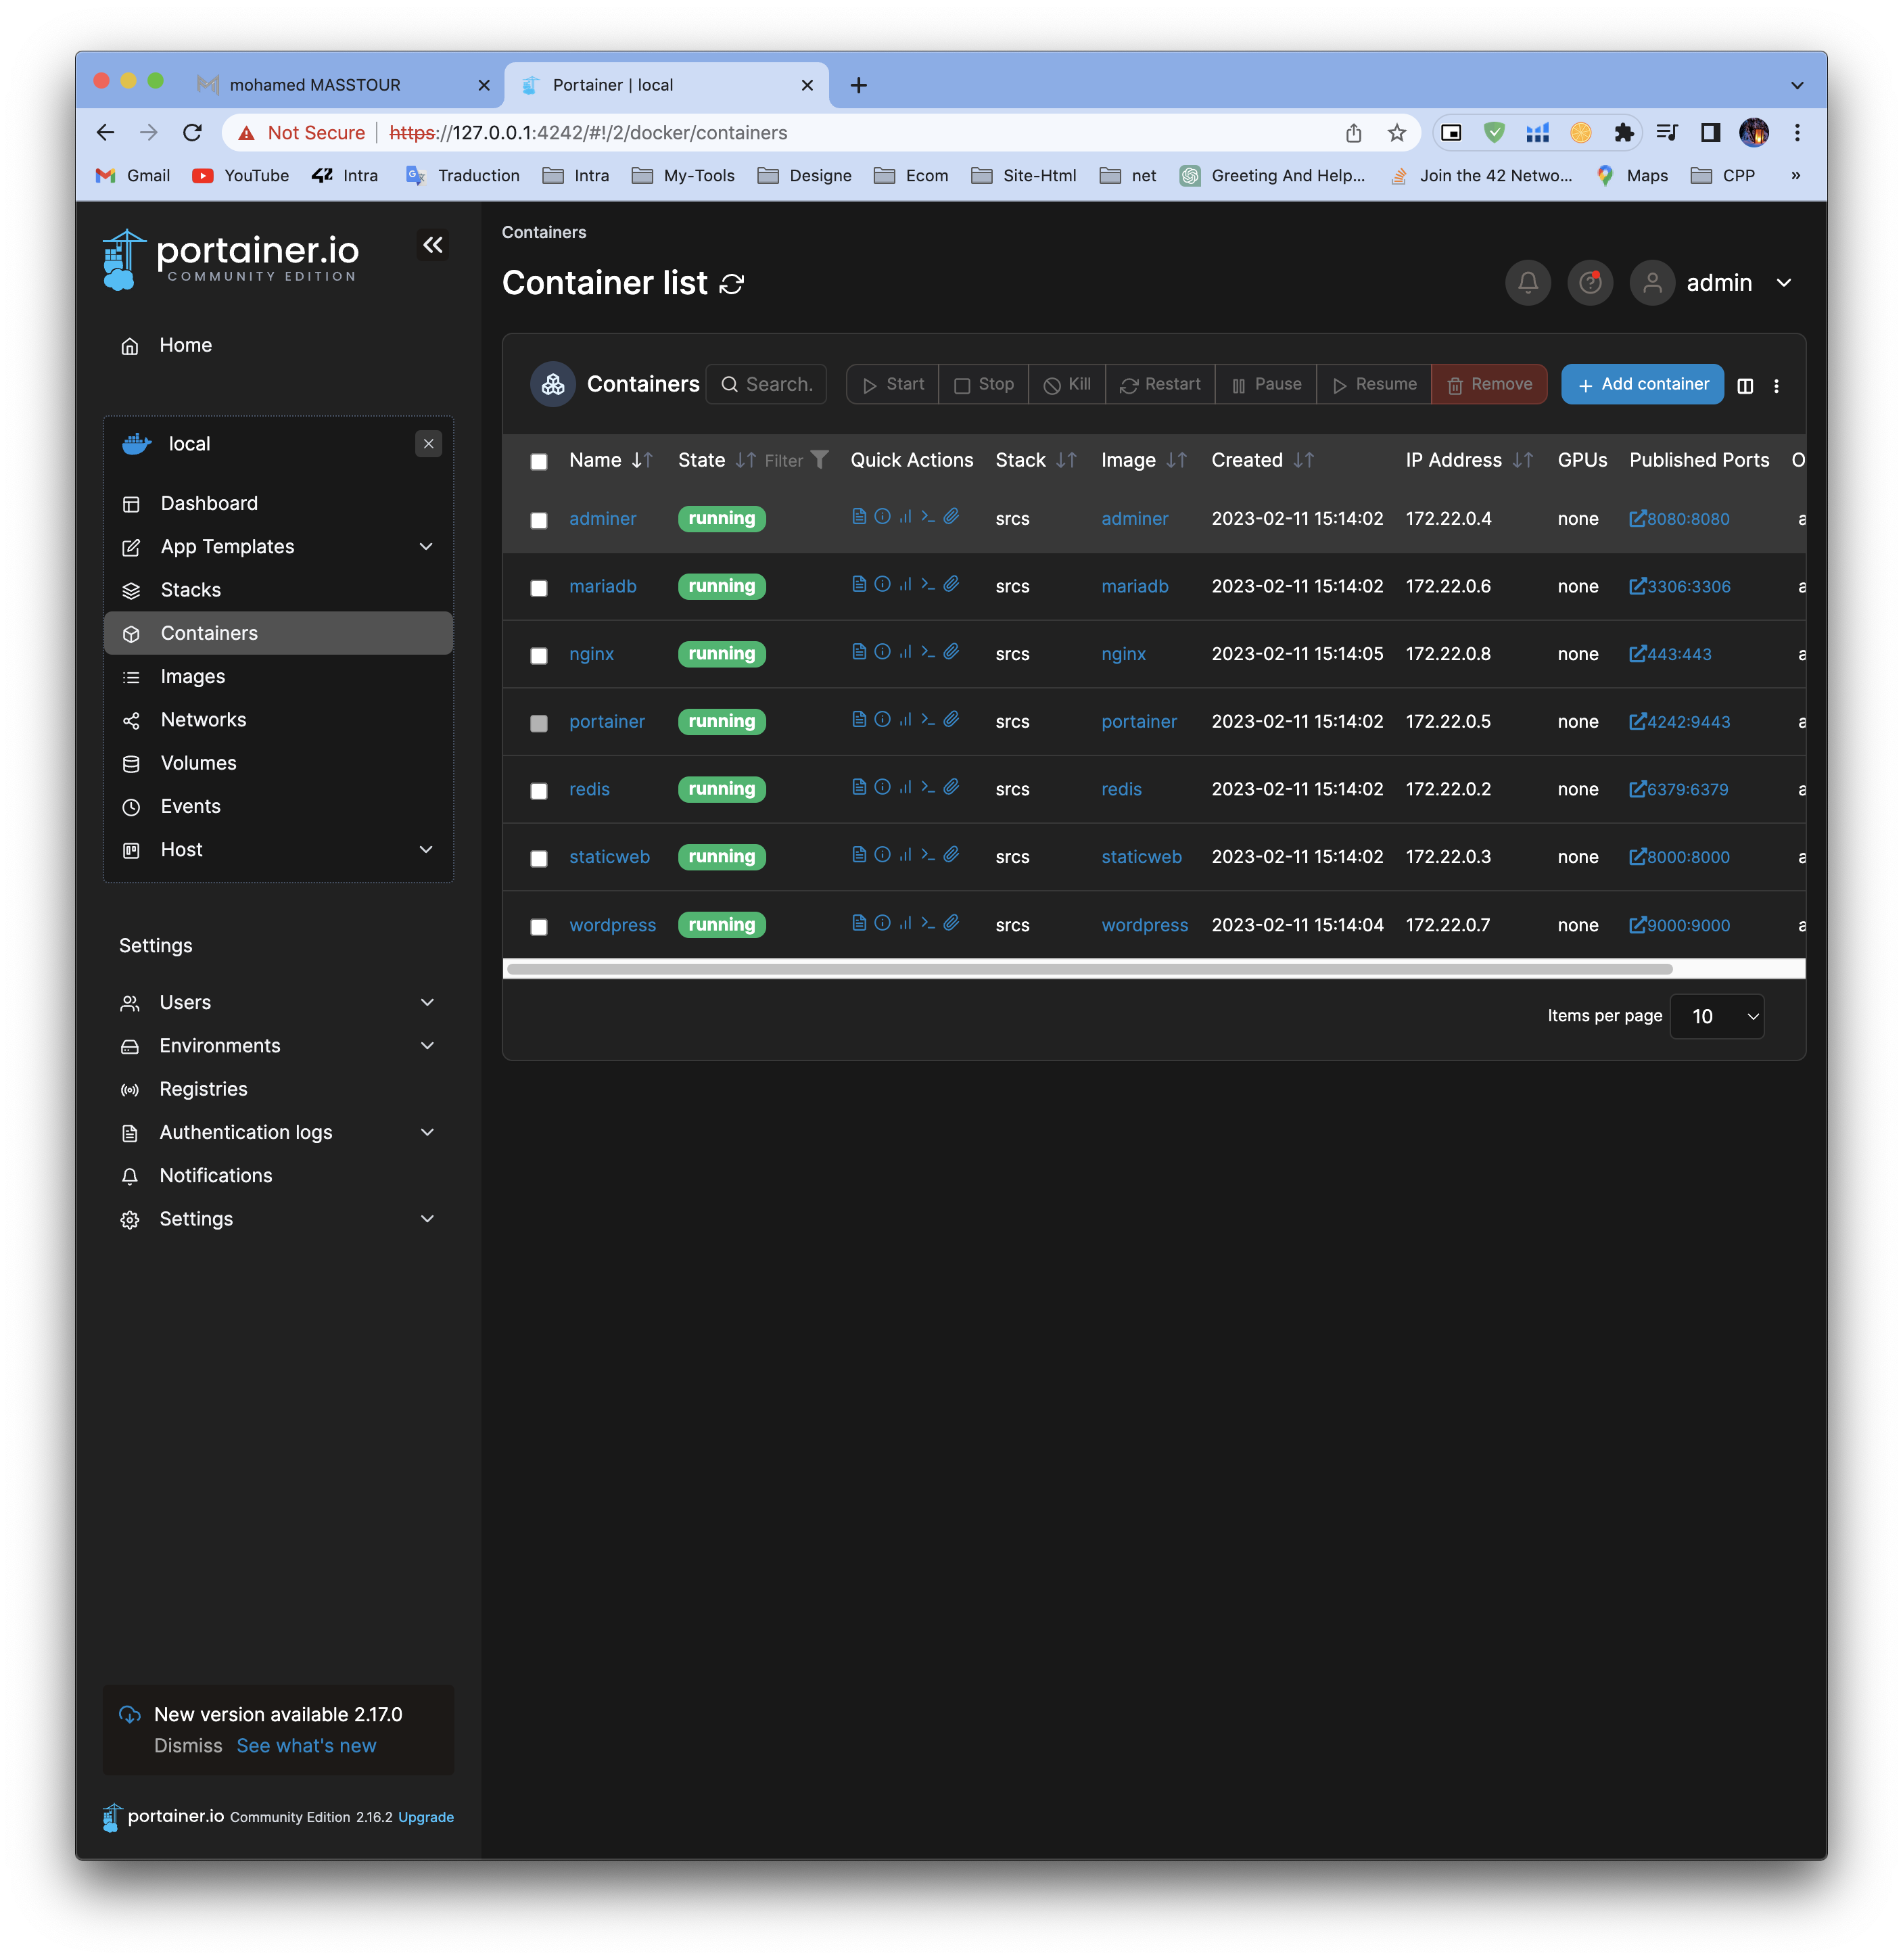 mohamed MASSTOUR
Portainer | local
Not Secure https://127.0.0.1:4242/#!/2/docker/containers
Gmail YouTube 42 Intra Traduction Intra My-Tools Designe Ecom Site-Html net Greeting And Help... Join the 42 Netwo... Maps CPP »
portainer.io
COMMUNITY EDITION
Home
local
Dashboard
App Templates
Stacks
Containers
Images
Networks
Volumes
Events
Host
Settings
Users
Environments
Registries
Authentication logs
Notifications
Settings
New version available 2.17.0
Dismiss See what's new
portainer.io Community Edition 2.16.2 Upgrade
Containers
Container list
admin
Containers Search. Start Stop Kill Restart Pause Resume Remove + Add container
Name State Filter Quick Actions Stack Image Created IP Address GPUs Published Ports O
adminer running srcs adminer 2023-02-11 15:14:02 172.22.0.4 none 8080:8080 a
mariadb running srcs mariadb 2023-02-11 15:14:02 172.22.0.6 none 3306:3306 a
nginx running srcs nginx 2023-02-11 15:14:05 172.22.0.8 none 443:443 a
portainer running srcs portainer 2023-02-11 15:14:02 172.22.0.5 none 4242:9443 a
redis running srcs redis 2023-02-11 15:14:02 172.22.0.2 none 6379:6379 a
staticweb running srcs staticweb 2023-02-11 15:14:02 172.22.0.3 none 8000:8000 a
wordpress running srcs wordpress 2023-02-11 15:14:04 172.22.0.7 none 9000:9000 a
Items per page 10